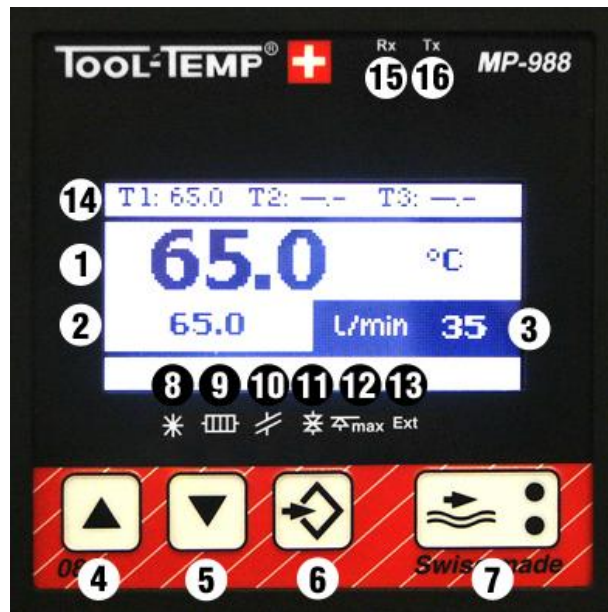 TOOL-TEMP®
Rx Tx
MP-988
15 16
14
T1: 65.0 T2: —.- T3: —.-
1
65.0 °C
2
65.0
l/min 35
3
8 9 10 11 12 13
max Ext
4 5 6 7
Swiss made